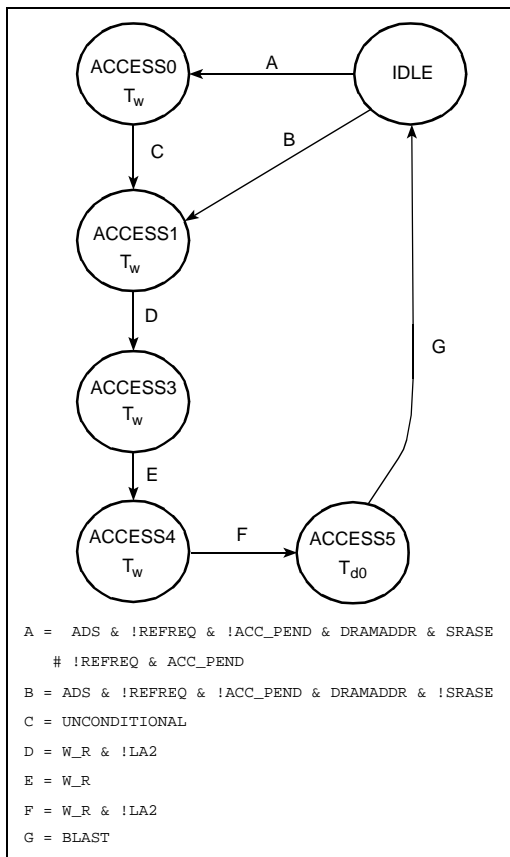 ACCESS0
Tw
A
IDLE
C
B
ACCESS1
Tw
D
G
ACCESS3
Tw
E
ACCESS4
Tw
F
ACCESS5
Td0
A = ADS & !REFREQ & !ACC_PEND & DRAMADDR & SRASE
# !REFREQ & ACC_PEND
B = ADS & !REFREQ & !ACC_PEND & DRAMADDR & !SRASE
C = UNCONDITIONAL
D = W_R & !LA2
E = W_R
F = W_R & !LA2
G = BLAST